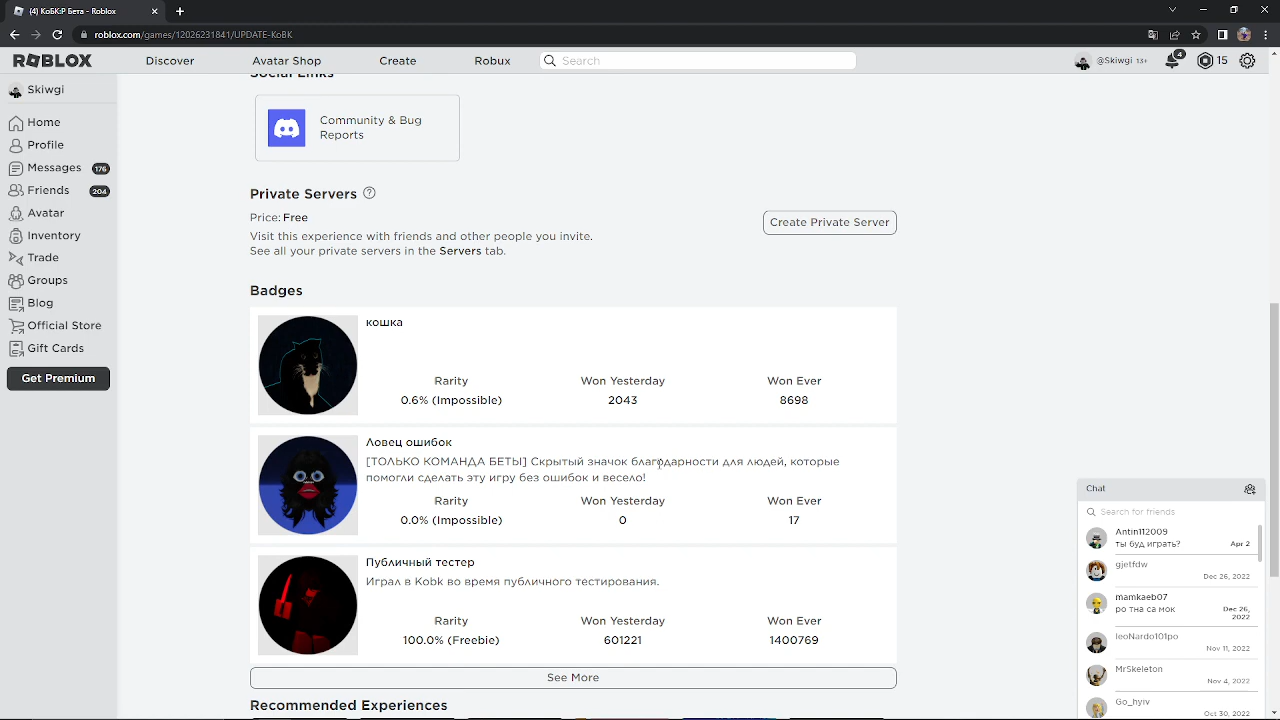 (4) КоБКР Бета - Roblox
roblox.com/games/12026231841/UPDATE-KoBK
ROBLOX
Discover
Avatar Shop
Create
Robux
Search
@Skiwgi 13+
4
15
Skiwgi
Home
Profile
Messages 176
Friends 204
Avatar
Inventory
Trade
Groups
Blog
Official Store
Gift Cards
Get Premium
Social Links
Community & Bug
Reports
Private Servers ?
Price: Free
Visit this experience with friends and other people you invite.
See all your private servers in the Servers tab.
Create Private Server
Badges
кошка
Rarity Won Yesterday Won Ever
0.6% (Impossible) 2043 8698
Ловец ошибок
[ТОЛЬКО КОМАНДА БЕТЫ] Скрытый значок благодарности для людей, которые
помогли сделать эту игру без ошибок и весело!
Rarity Won Yesterday Won Ever
0.0% (Impossible) 0 17
Публичный тестер
Играл в Kobk во время публичного тестирования.
Rarity Won Yesterday Won Ever
100.0% (Freebie) 601221 1400769
See More
Recommended Experiences
Chat
Search for friends
Antin112009
ты буд играть? Apr 2
gjetfdw
Dec 26, 2022
mamkaeb07
ро тна са мок Dec 26,
2022
leoNardo101po
Nov 11, 2022
MrSkeleton
Nov 4, 2022
Go_hyiv
Oct 30, 2022